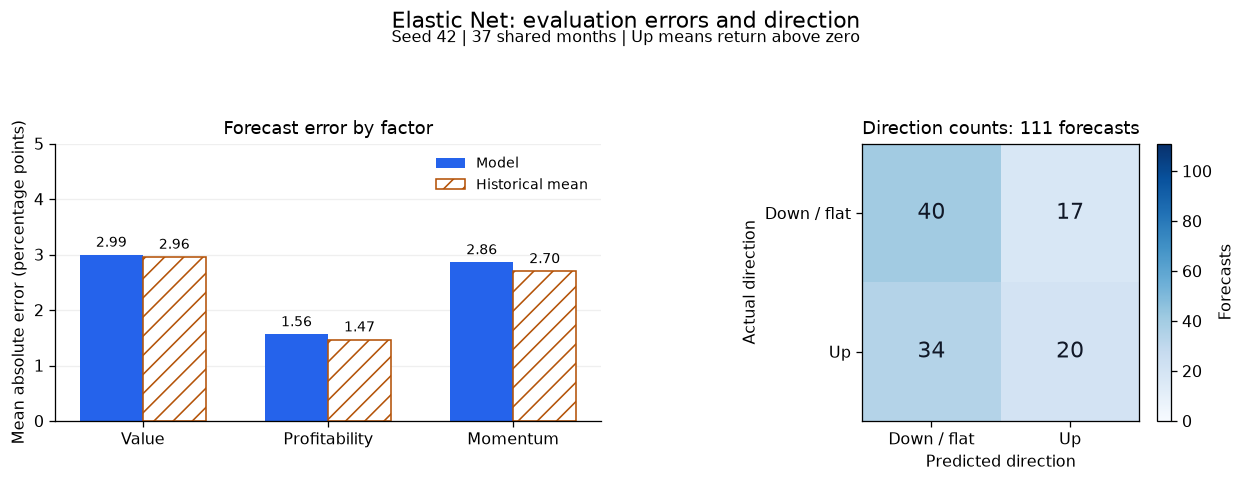 Elastic Net: evaluation errors and direction
Seed 42 | 37 shared months | Up means return above zero
Forecast error by factor
Mean absolute error (percentage points)
5
4
3
2
1
0
Model
Historical mean
2.99
2.96
1.56
1.47
2.86
2.70
Value
Profitability
Momentum
Direction counts: 111 forecasts
Actual direction
Down / flat
Up
40
17
34
20
Down / flat
Up
Predicted direction
100
80
60
40
20
0
Forecasts